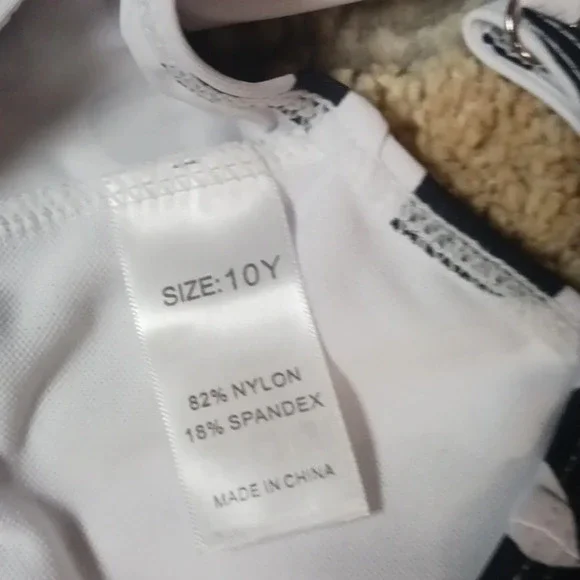 SIZE:10Y
82% NYLON
18% SPANDEX
MADE IN CHINA